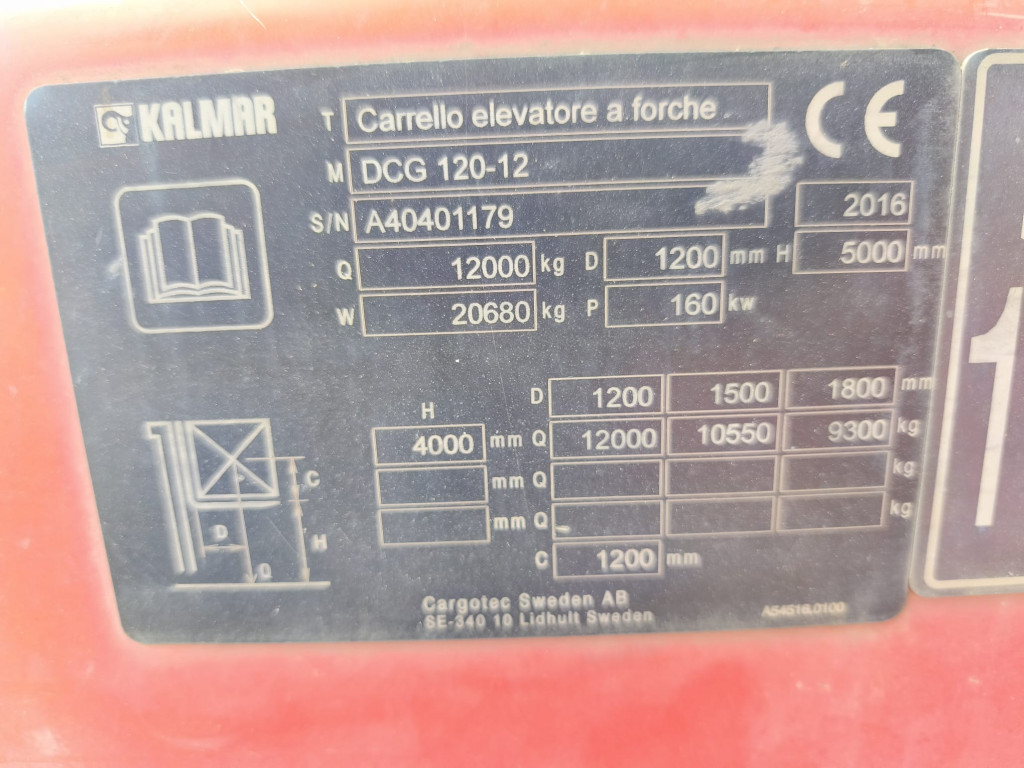 KALMAR
T Carrello elevatore a forche
CE
M DCG 120-12
S/N A40401179 2016
Q 12000 kg D 1200 mm H 5000 mm
W 20680 kg P 160 kw
H D 1200 1500 1800 mm
4000 mm Q 12000 10550 9300 kg
mm Q kg
mm Q kg
C 1200 mm
C
D
H
Q
Cargotec Sweden AB
SE-340 10 Lidhult Sweden
A54516.0100
1